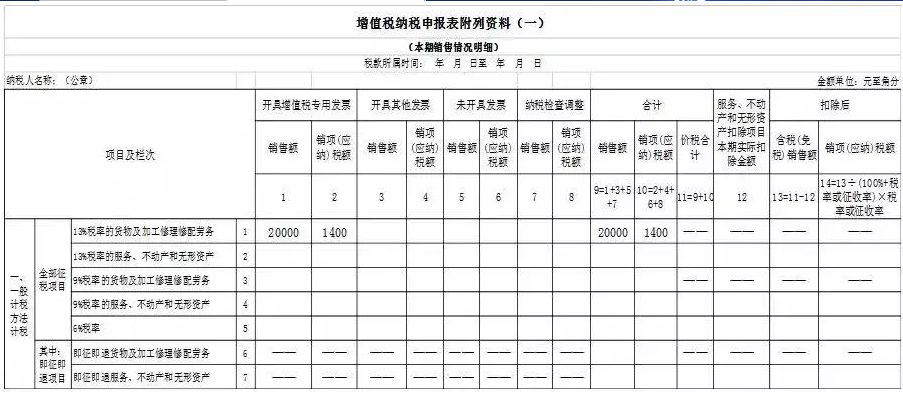 增值税纳税申报表附列资料（一）
（本期销售情况明细）
税款所属时间： 年 月 日至 年 月 日
纳税人名称：（公章）
金额单位：元至角分
项目及栏次
开具增值税专用发票
开具其他发票
未开具发票
纳税检查调整
合计
服务、不动
产和无形资
产扣除项目
本期实际扣
除金额
扣除后
销售额
销项(应
纳)税额
销售额
销项
(应纳)
税额
销售额
销项
(应纳)
税额
销售额
销项
(应纳)
税额
销售额
销项(应
纳)税额
价税合
计
含税(免
税)销售额
销项(应纳)税额
1
2
3
4
5
6
7
8
9=1+3+5
+7
10=2+4+
6+8
11=9+10
12
13=11-12
14=13÷(100%+税
率或征收率)×税
率或征收率
一、
一般
计税
方法
计税
全部征
税项目
13%税率的货物及加工修理修配劳务 1 20000 1400 20000 1400 —— —— —— ——
13%税率的服务、不动产和无形资产 2
9%税率的货物及加工修理修配劳务 3 —— —— —— ——
9%税率的服务、不动产和无形资产 4
6%税率 5
其中：
即征即
退项目
即征即退货物及加工修理修配劳务 6 —— —— —— —— —— —— —— —— —— —— —— ——
即征即退服务、不动产和无形资产 7 —— —— —— —— —— —— —— ——